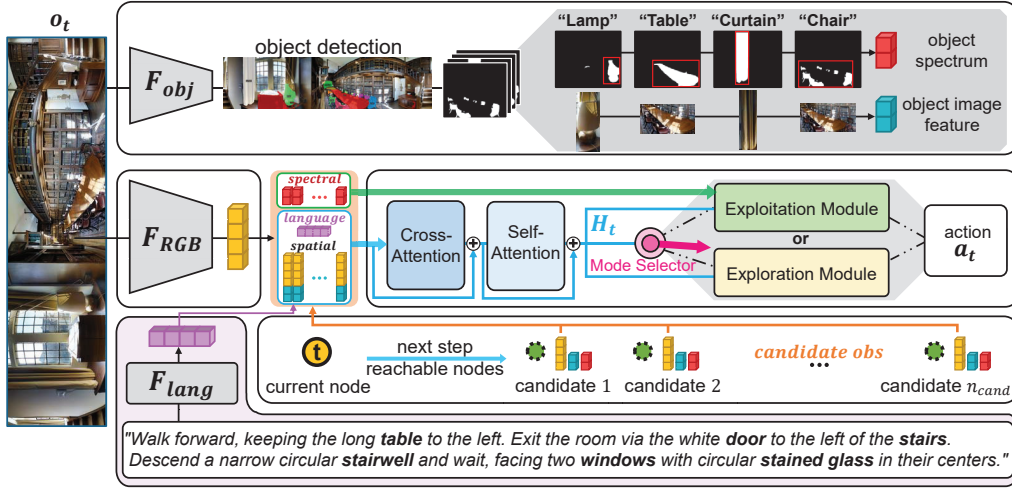 o_t
F_obj
object detection
“Lamp”
“Table”
“Curtain”
“Chair”
object
spectrum
object image
feature
F_RGB
spectral
...
language
spatial
...
Cross-
Attention
Self-
Attention
H_t
Mode Selector
Exploitation Module
or
Exploration Module
action
a_t
F_lang
t
current node
next step
reachable nodes
candidate 1
candidate 2
candidate obs
...
candidate n_cand
"Walk forward, keeping the long table to the left. Exit the room via the white door to the left of the stairs.
Descend a narrow circular stairwell and wait, facing two windows with circular stained glass in their centers."